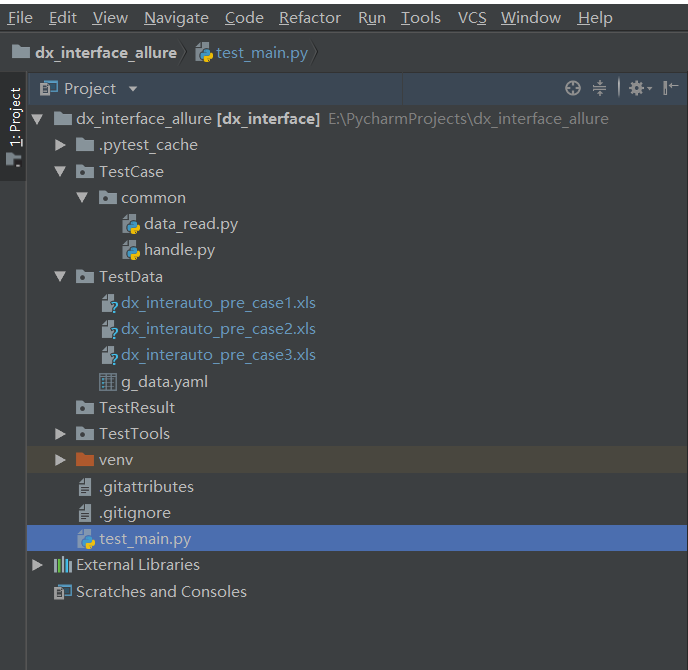 File Edit View Navigate Code Refactor Run Tools VCS Window Help
dx_interface_allure test_main.py
1: Project
Project
dx_interface_allure [dx_interface] E:\PycharmProjects\dx_interface_allure
.pytest_cache
TestCase
common
data_read.py
handle.py
TestData
dx_interauto_pre_case1.xls
dx_interauto_pre_case2.xls
dx_interauto_pre_case3.xls
g_data.yaml
TestResult
TestTools
venv
.gitattributes
.gitignore
test_main.py
External Libraries
Scratches and Consoles